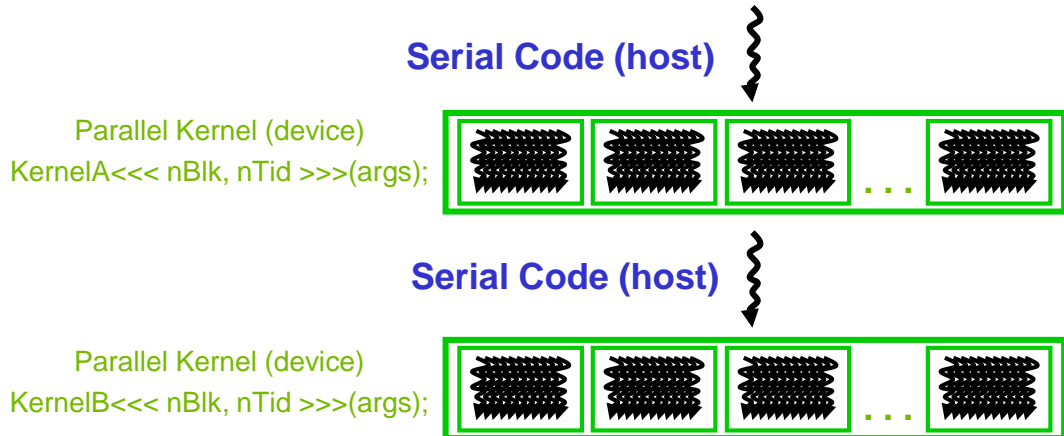 Serial Code (host)
Parallel Kernel (device)
KernelA<<< nBlk, nTid >>>(args);
. . .
Serial Code (host)
Parallel Kernel (device)
KernelB<<< nBlk, nTid >>>(args);
. . .